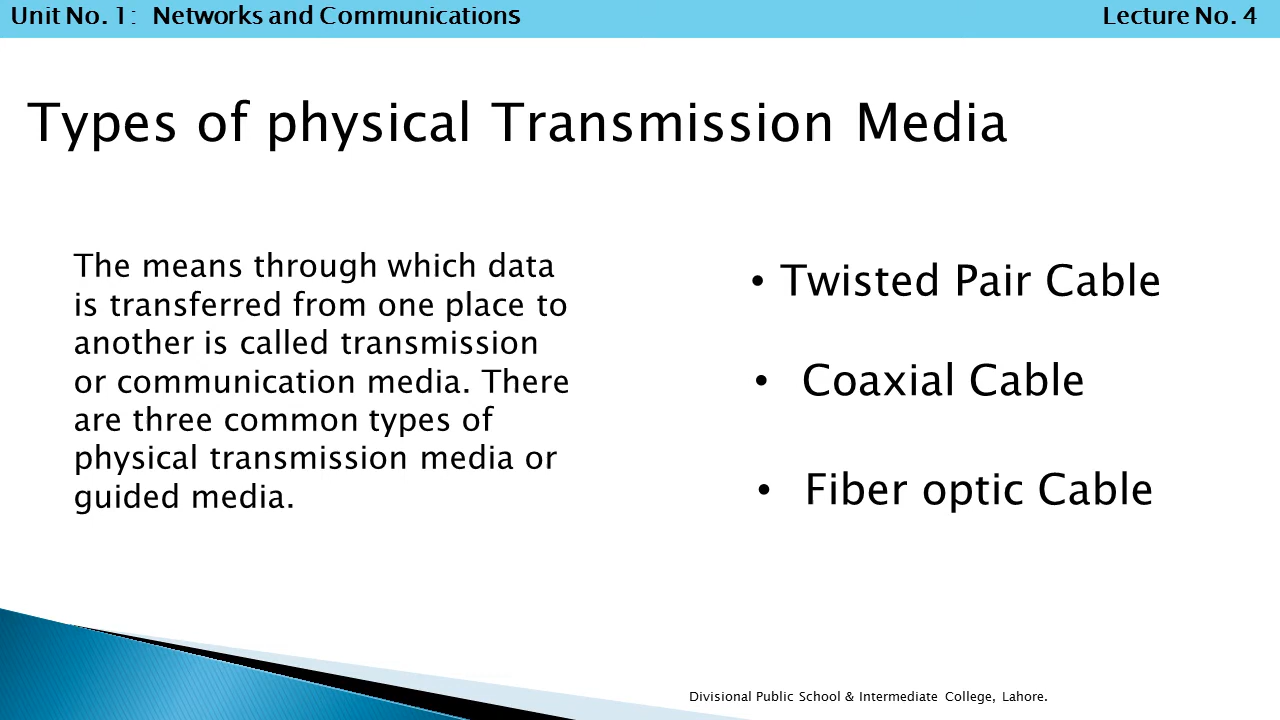 Unit No. 1: Networks and Communications
Lecture No. 4
Types of physical Transmission Media
The means through which data
is transferred from one place to
another is called transmission
or communication media. There
are three common types of
physical transmission media or
guided media.
• Twisted Pair Cable
• Coaxial Cable
• Fiber optic Cable
Divisional Public School & Intermediate College, Lahore.